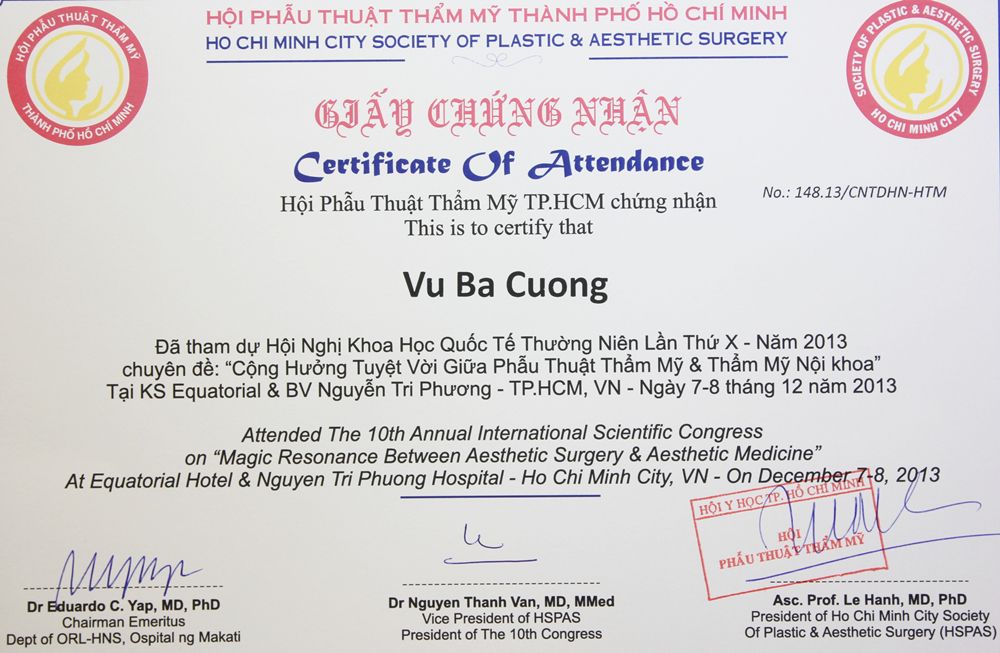 HỘI PHẪU THUẬT THẨM MỸ THÀNH PHỐ HỒ CHÍ MINH
HO CHI MINH CITY SOCIETY OF PLASTIC & AESTHETIC SURGERY
HỘI PHẪU THUẬT THẨM MỸ
THÀNH PHỐ HỒ CHÍ MINH
SOCIETY OF PLASTIC & AESTHETIC SURGERY
HO CHI MINH CITY
GIẤY CHỨNG NHẬN
Certificate Of Attendance
No.: 148.13/CNTDHN-HTM
Hội Phẫu Thuật Thẩm Mỹ TP.HCM chứng nhận
This is to certify that
Vu Ba Cuong
Đã tham dự Hội Nghị Khoa Học Quốc Tế Thường Niên Lần Thứ X - Năm 2013
chuyên đề: “Cộng Hưởng Tuyệt Vời Giữa Phẫu Thuật Thẩm Mỹ & Thẩm Mỹ Nội khoa”
Tại KS Equatorial & BV Nguyễn Tri Phương - TP.HCM, VN - Ngày 7-8 tháng 12 năm 2013
Attended The 10th Annual International Scientific Congress
on “Magic Resonance Between Aesthetic Surgery & Aesthetic Medicine”
At Equatorial Hotel & Nguyen Tri Phuong Hospital - Ho Chi Minh City, VN - On December 7-8, 2013
HỘI Y HỌC TP. HỒ CHÍ MINH
HỘI
PHẪU THUẬT THẨM MỸ
Dr Eduardo C. Yap, MD, PhD
Chairman Emeritus
Dept of ORL-HNS, Ospital ng Makati
Dr Nguyen Thanh Van, MD, MMed
Vice President of HSPAS
President of The 10th Congress
Asc. Prof. Le Hanh, MD, PhD
President of Ho Chi Minh City Society
Of Plastic & Aesthetic Surgery (HSPAS)